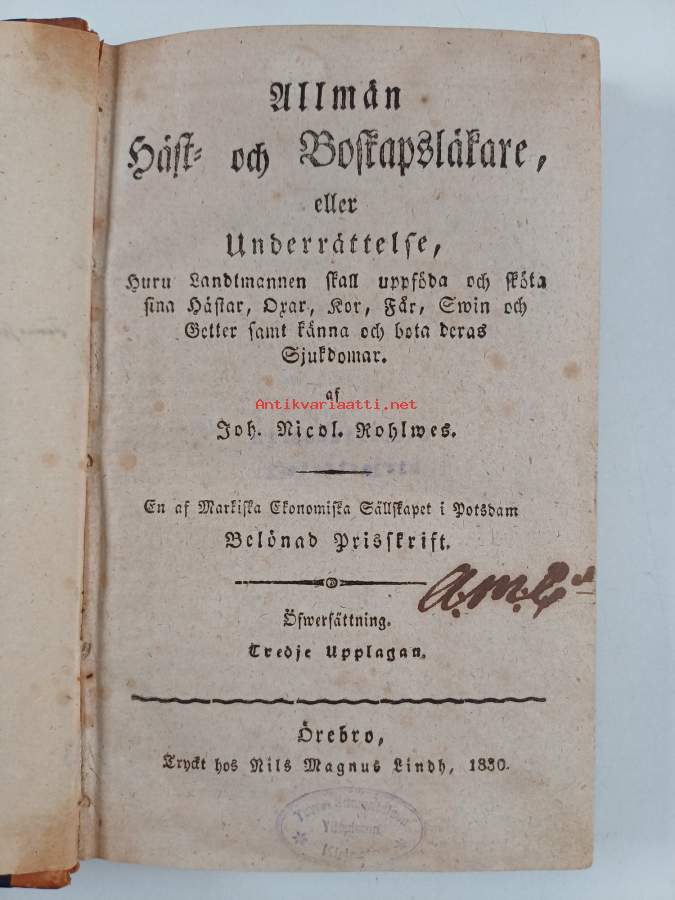 Allmän
Häst- och Boskapsläkare,
eller
Underrättelse,
Huru Landtmannen skall uppföda och sköta
sina Hästar, Oxar, Kor, Får, Swin och
Getter samt känna och bota deras
Sjukdomar.
af
Antikvariaatti.net
Joh. Nicol. Rohlwes.
En af Markiska Ekonomiska Sällskapet i Potsdam
Belönad Prisskrift.
Öfwersättning.
Tredje Upplagan.
Örebro,
Tryckt hos Nils Magnus Lindh, 1830.